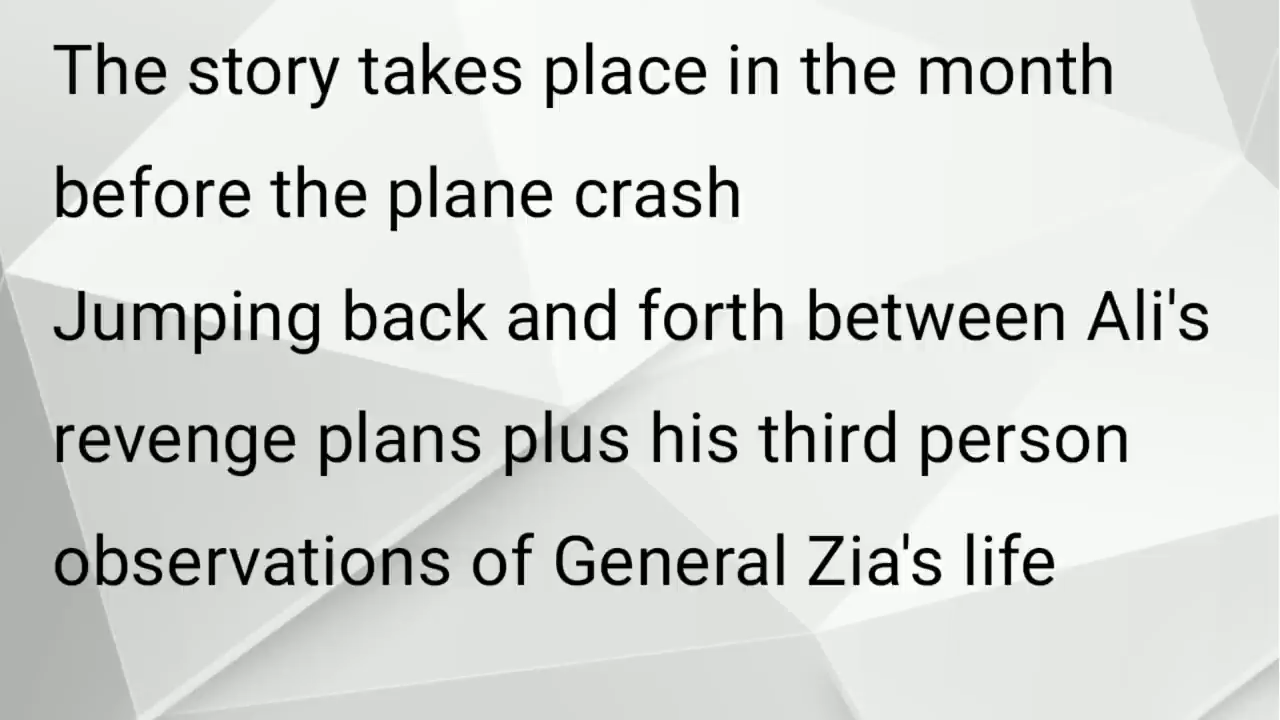 The story takes place in the month
before the plane crash
Jumping back and forth between Ali's
revenge plans plus his third person
observations of General Zia's life